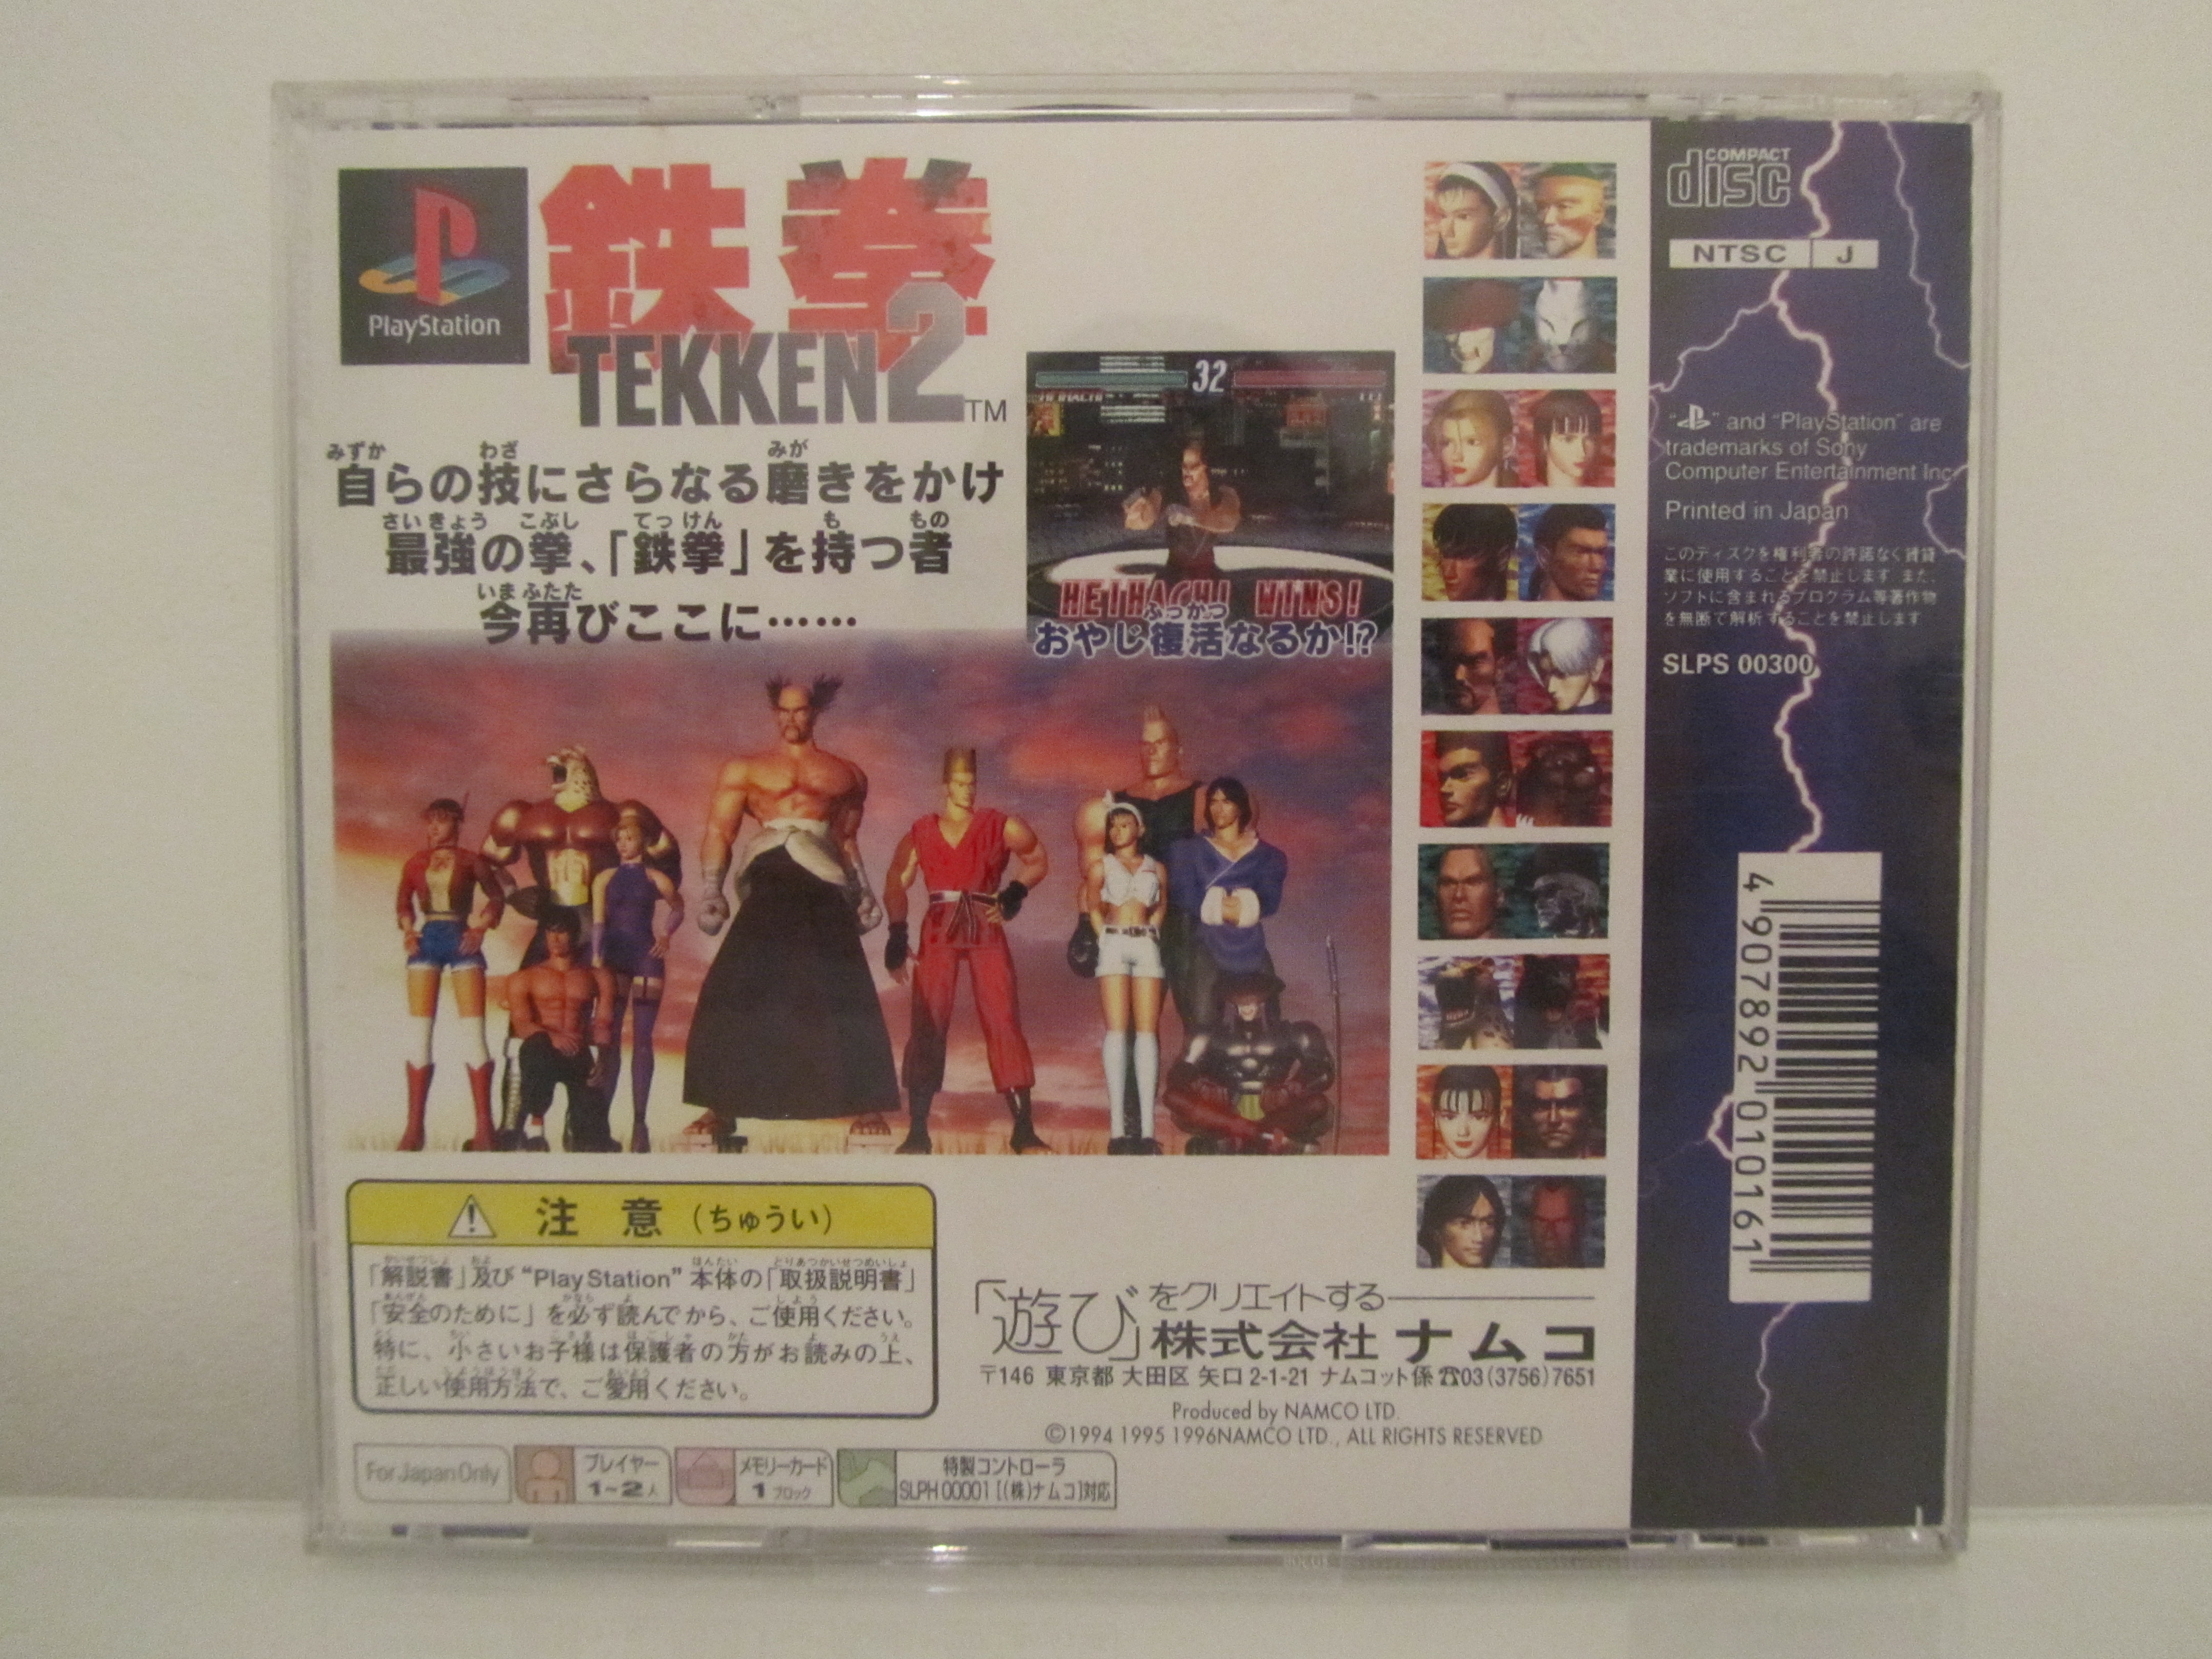 PlayStation
鉄拳
TEKKEN2™
自らの技にさらなる磨きをかけ
最強の拳、「鉄拳」を持つ者
今再びここに……
32
HEIHACHI
HEIHACHI WINS!
おやじ復活なるか!?
注意（ちゅうい）
「解説書」及び“PlayStation”本体の「取扱説明書」
「安全のために」を必ず読んでから、ご使用ください。
特に、小さいお子様は保護者の方がお読みの上、
正しい使用方法で、ご愛用ください。
For Japan Only
プレイヤー
1~2人
メモリーカード
1ブロック
特製コントローラ
SLPH 00001 [(株)ナムコ]対応
「遊び」をクリエイトする
株式会社ナムコ
〒146 東京都 大田区 矢口 2-1-21 ナムコット係 ☎03(3756)7651
Produced by NAMCO LTD.
©1994 1995 1996NAMCO LTD., ALL RIGHTS RESERVED
COMPACT
disc
NTSC J
“PS” and “PlayStation” are
trademarks of Sony
Computer Entertainment Inc.
Printed in Japan
このディスクを権利者の許諾なく賃貸
業に使用することを禁止します。また、
ソフトに含まれるプログラム等著作物
を無断で解析することを禁止します
SLPS 00300
4 907892 010161